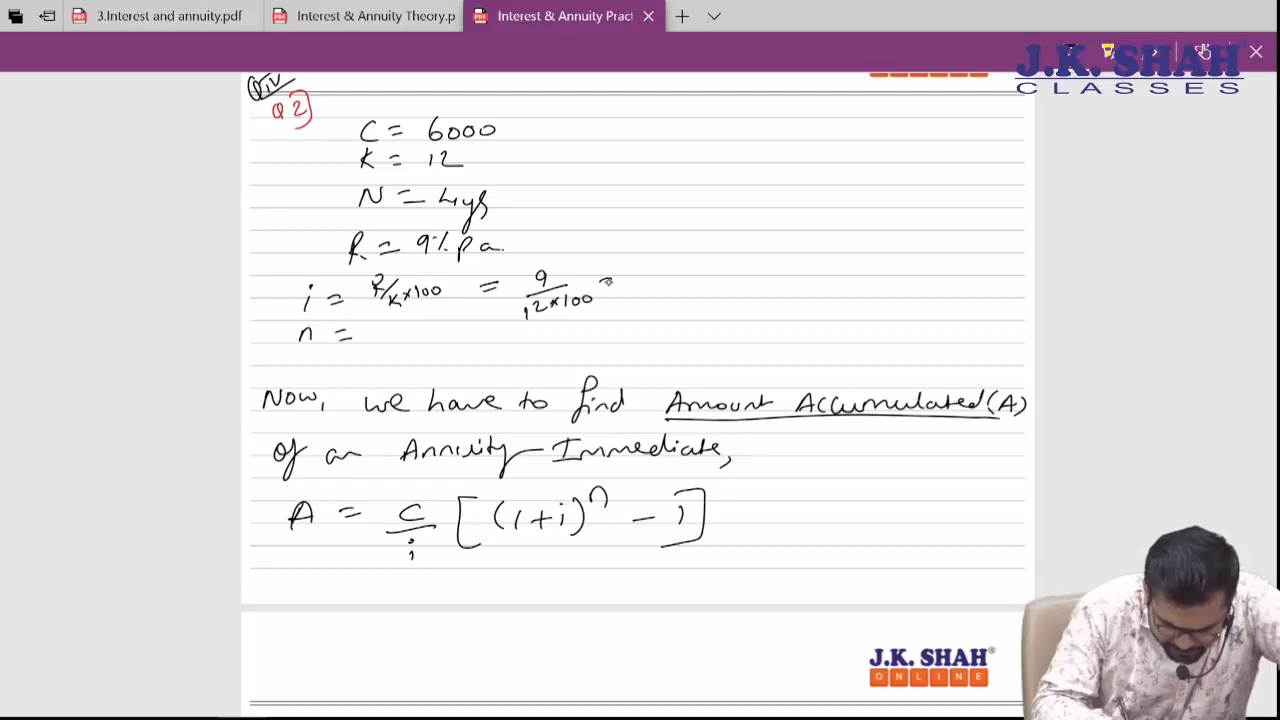 3.Interest and annuity.pdf
Interest & Annuity Theory.p
Interest & Annuity Pract
J.K. SHAH®
CLASSES
Q.IV
Q2]
C = 6000
K = 12
N = 4 yrs
R = 9% p a.
i = R/K×100 = 9/12×100 =
n =
Now, we have to find Amount Accumulated (A)
of an Annuity-Immediate,
A = C/i [(1+i)ⁿ - 1]
J.K. SHAH®
ONLINE